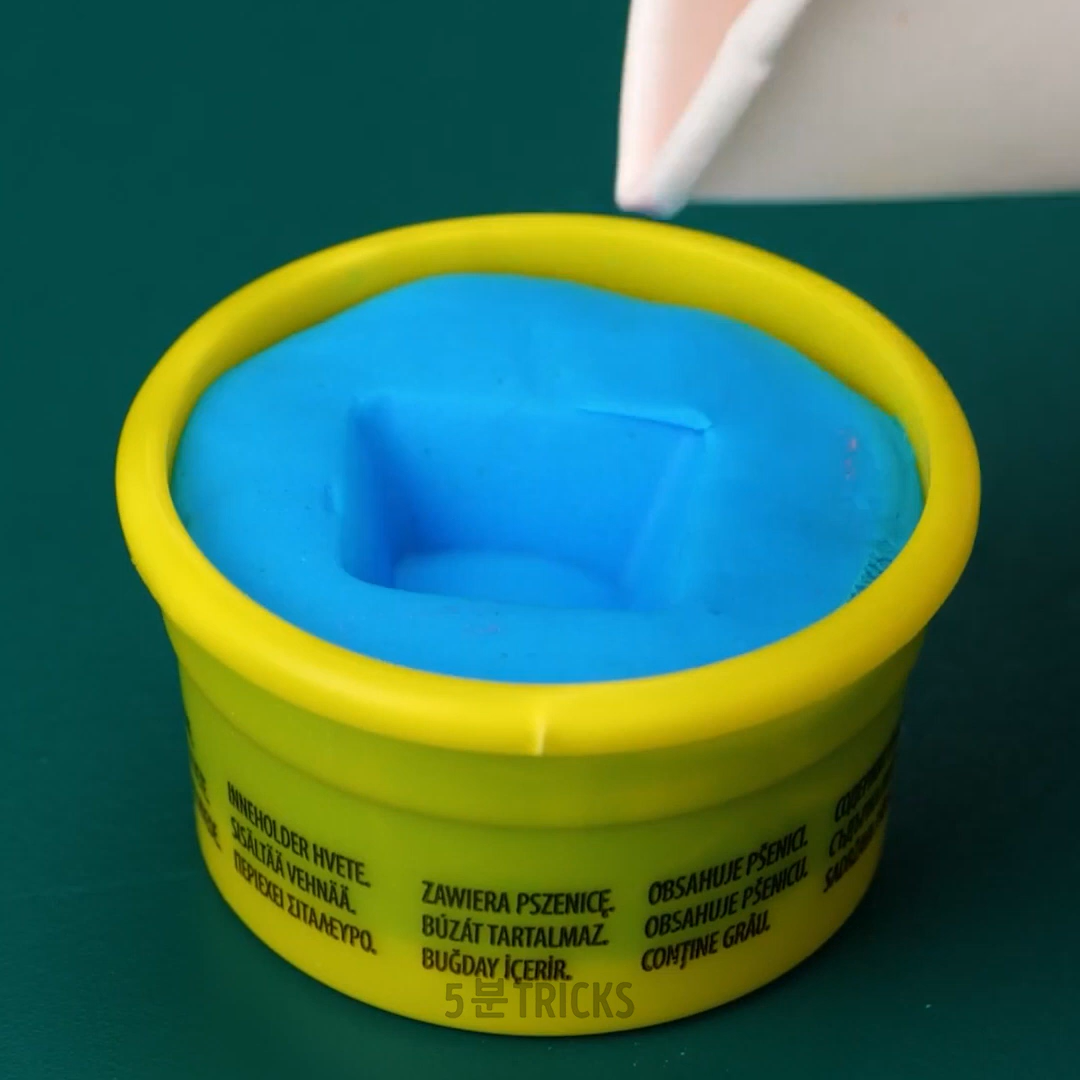 INNEHOLDER HVETE.
SISÄLTÄÄ VEHNÄÄ.
ΠΕΡΙΕΧΕΙ ΣΙΤΑΛΕΥΡΟ.
ZAWIERA PSZENICĘ.
BÚZÁT TARTALMAZ.
BUĞDAY İÇERİR.
OBSAHUJE PŠENICI.
OBSAHUJE PŠENICU.
CONŢINE GRÂU.
5분TRICKS